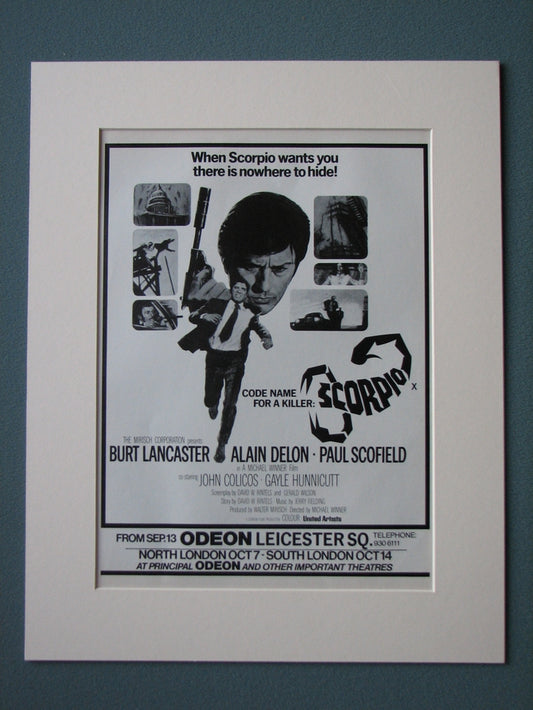 When Scorpio wants you
there is nowhere to hide!
CODE NAME
FOR A KILLER:
SCORPIO
X
THE MIRISCH CORPORATION presents
BURT LANCASTER ALAIN DELON · PAUL SCOFIELD
in A MICHAEL WINNER Film
co-starring JOHN COLICOS · GAYLE HUNNICUTT
Screenplay by DAVID W. RINTELS and GERALD WILSON
Story by DAVID W. RINTELS Music by JERRY FIELDING
Produced by WALTER MIRISCH Directed by MICHAEL WINNER
COLOUR United Artists
FROM SEP.13 ODEON LEICESTER SQ. TELEPHONE: 930 6111
NORTH LONDON OCT 7 - SOUTH LONDON OCT 14
AT PRINCIPAL ODEON AND OTHER IMPORTANT THEATRES